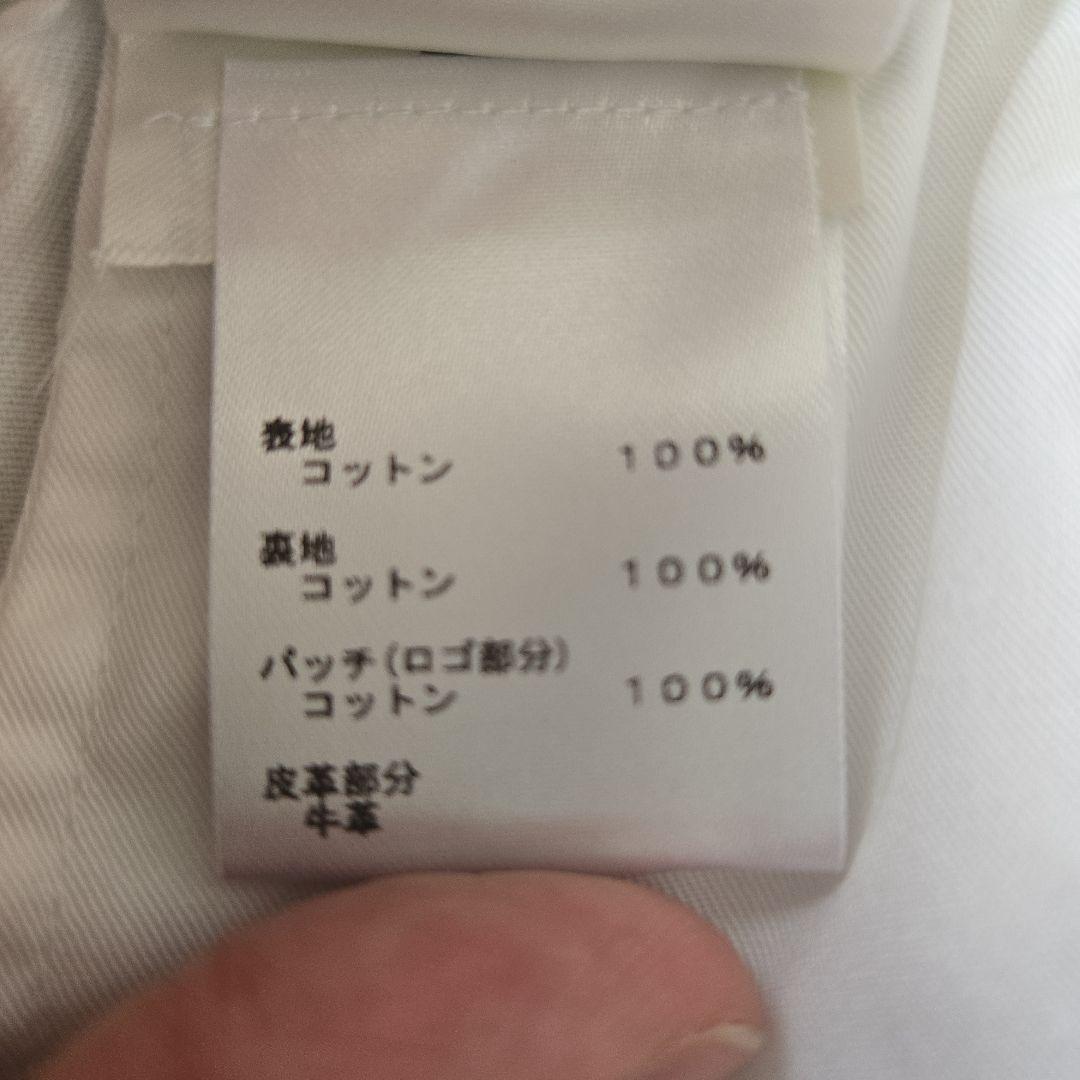 表地
コットン １００％
裏地
コットン １００％
パッチ(ロゴ部分)
コットン １００％
皮革部分
牛革